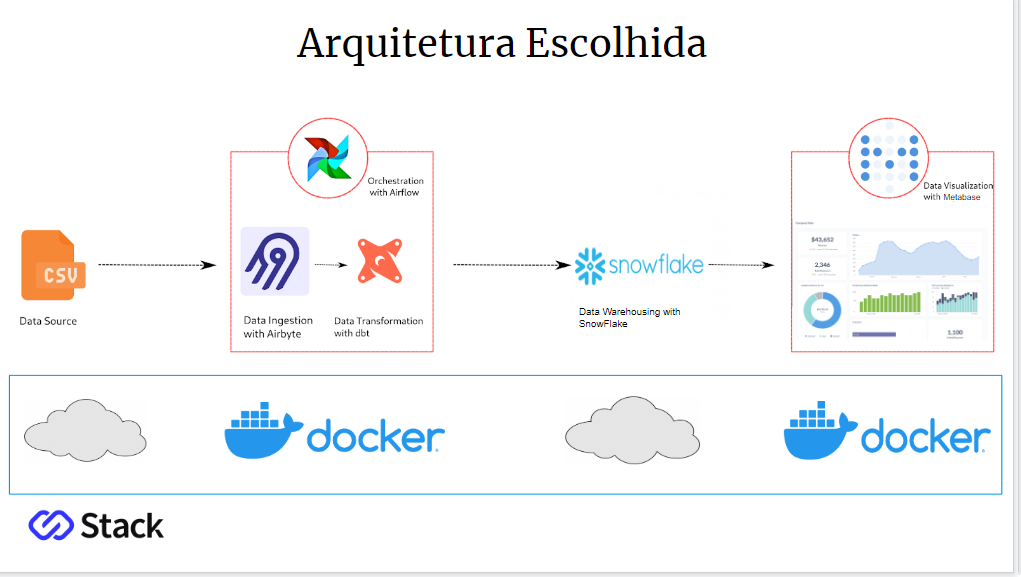 Arquitetura Escolhida
Orchestration
with Airflow
Data Visualization
with Metabase
CSV
snowflake
$43,652
2,346
1,100
Data Source
Data Ingestion
with Airbyte
Data Transformation
with dbt
Data Warehousing with
SnowFlake
docker
docker
Stack